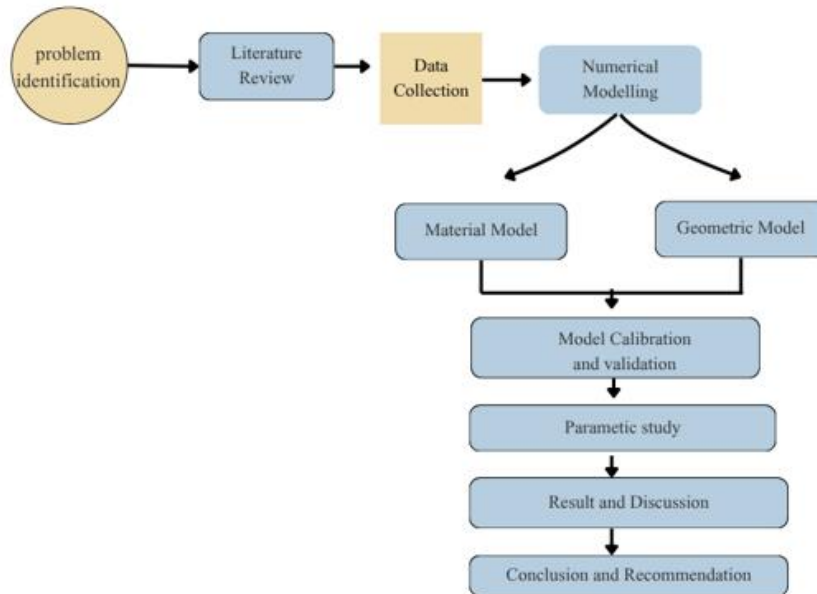 problem
identification
Literature
Review
Data
Collection
Numerical
Modelling
Material Model
Geometric Model
Model Calibration
and validation
Parametic study
Result and Discussion
Conclusion and Recommendation